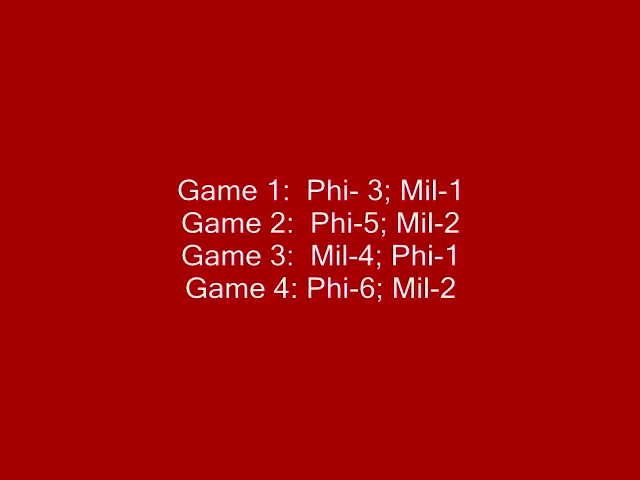 Game 1:  Phi- 3; Mil-1
Game 2:  Phi-5; Mil-2
Game 3:  Mil-4; Phi-1
Game 4: Phi-6; Mil-2